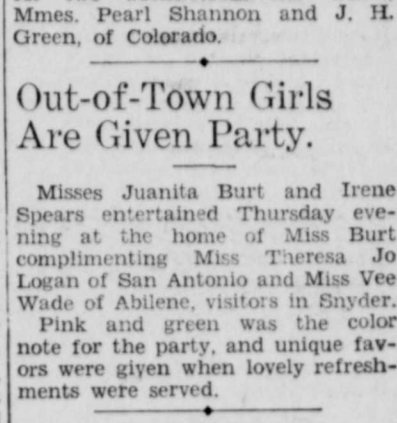 Mmes. Pearl Shannon and J. H.
Green, of Colorado.
Out-of-Town Girls
Are Given Party.
Misses Juanita Burt and Irene
Spears entertained Thursday eve-
ning at the home of Miss Burt
complimenting Miss Theresa Jo
Logan of San Antonio and Miss Vee
Wade of Abilene, visitors in Snyder.
Pink and green was the color
note for the party, and unique fav-
ors were given when lovely refresh-
ments were served.